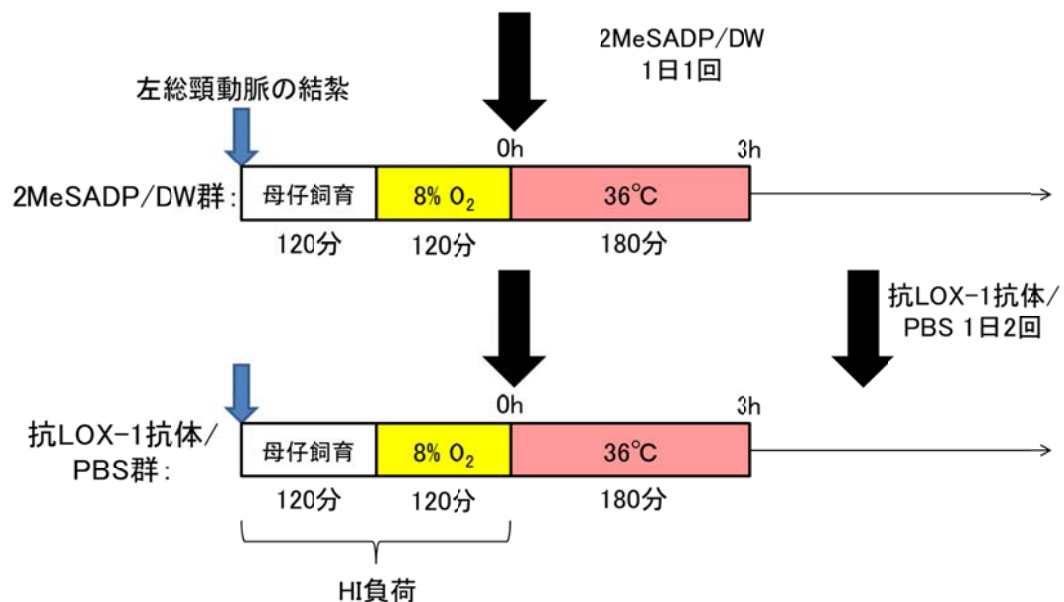 2MeSADP/DW
1日1回
左総頸動脈の結紮
0h
3h
2MeSADP/DW群:
母仔飼育
8% O₂
36℃
120分
120分
180分
抗LOX-1抗体/
PBS 1日2回
0h
3h
抗LOX-1抗体/
PBS群:
母仔飼育
8% O₂
36℃
120分
120分
180分
HI負荷